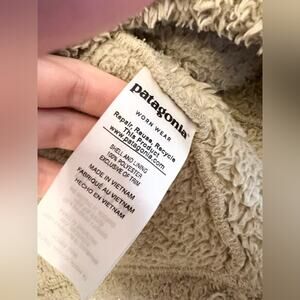 patagonia
WORN WEAR
Repair, Reuse, Recycle
This Product
www.patagonia.com/
SHELL AND LINING
100% POLYESTER
EXCLUSIVE OF TRIM
MADE IN VIETNAM
FABRIQUÉ AU VIETNAM
HECHO EN VIETNAM